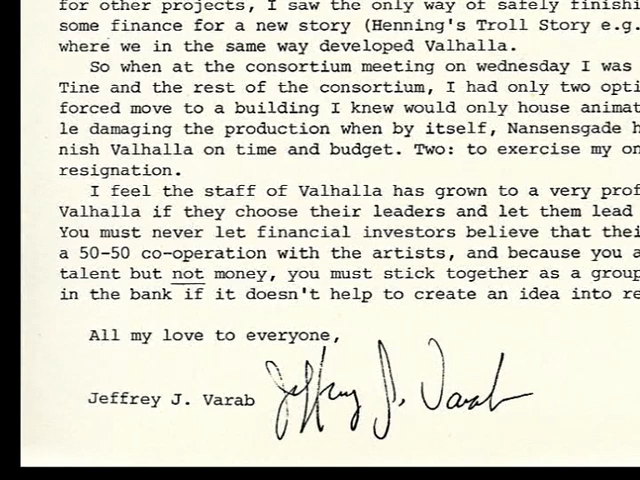 for other projects, I saw the only way of safely finishi
some finance for a new story (Henning's Troll Story e.g.
where we in the same way developed Valhalla.
So when at the consortium meeting on wednesday I was
Tine and the rest of the consortium, I had only two opti
forced move to a building I knew would only house animat
le damaging the production when by itself, Nansensgade h
nish Valhalla on time and budget. Two: to exercise my on
resignation.
I feel the staff of Valhalla has grown to a very prof
Valhalla if they choose their leaders and let them lead
You must never let financial investors believe that thei
a 50-50 co-operation with the artists, and because you a
talent but not money, you must stick together as a group
in the bank if it doesn't help to create an idea into re
All my love to everyone,
Jeffrey J. Varab Jeffrey J. Varab